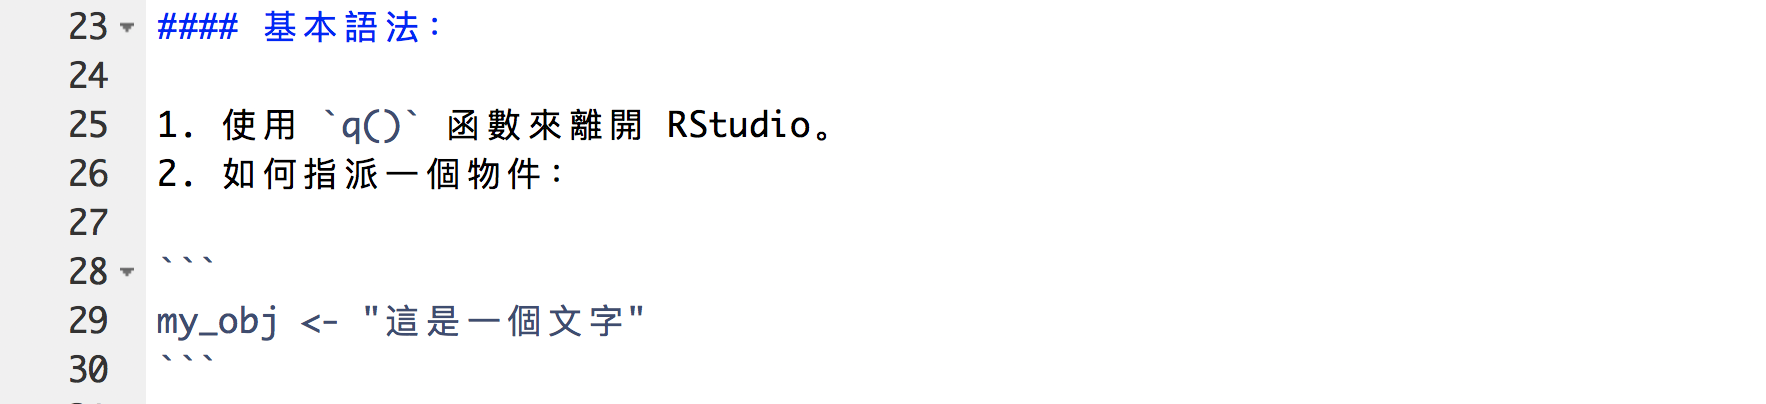 23 #### 基本語法：
24
25 1. 使用 `q()` 函數來離開 RStudio。
26 2. 如何指派一個物件：
27
28 ```
29 my_obj <- "這是一個文字"
30 ```